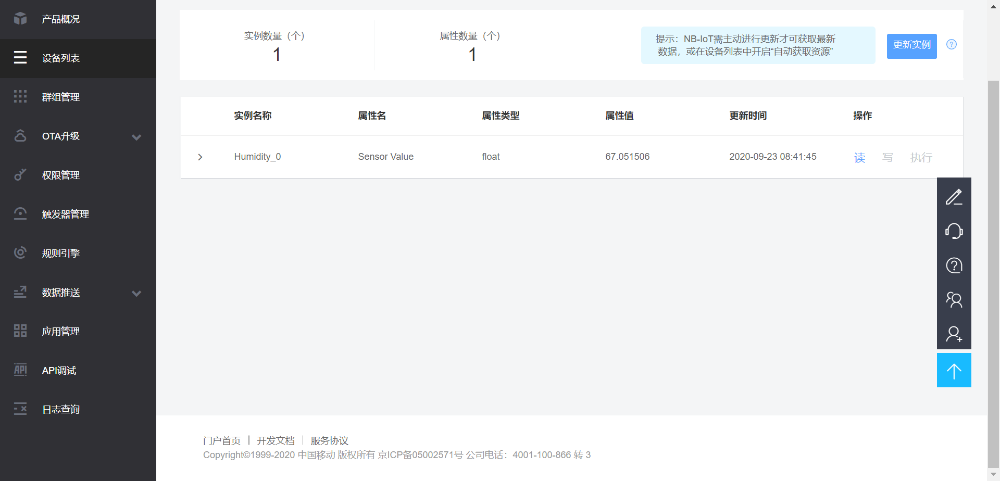 产品概况
设备列表
群组管理
OTA升级
权限管理
触发器管理
规则引擎
数据推送
应用管理
API
API调试
日志查询
实例数量（个）
1
属性数量（个）
1
提示：NB-IoT需主动进行更新才可获取最新
数据，或在设备列表中开启“自动获取资源”
更新实例
?
实例名称 属性名 属性类型 属性值 更新时间 操作
Humidity_0 Sensor Value float 67.051506 2020-09-23 08:41:45 读 写 执行
门户首页 | 开发文档 | 服务协议
Copyright©1999-2020 中国移动 版权所有 京ICP备05002571号 公司电话：4001-100-866 转 3